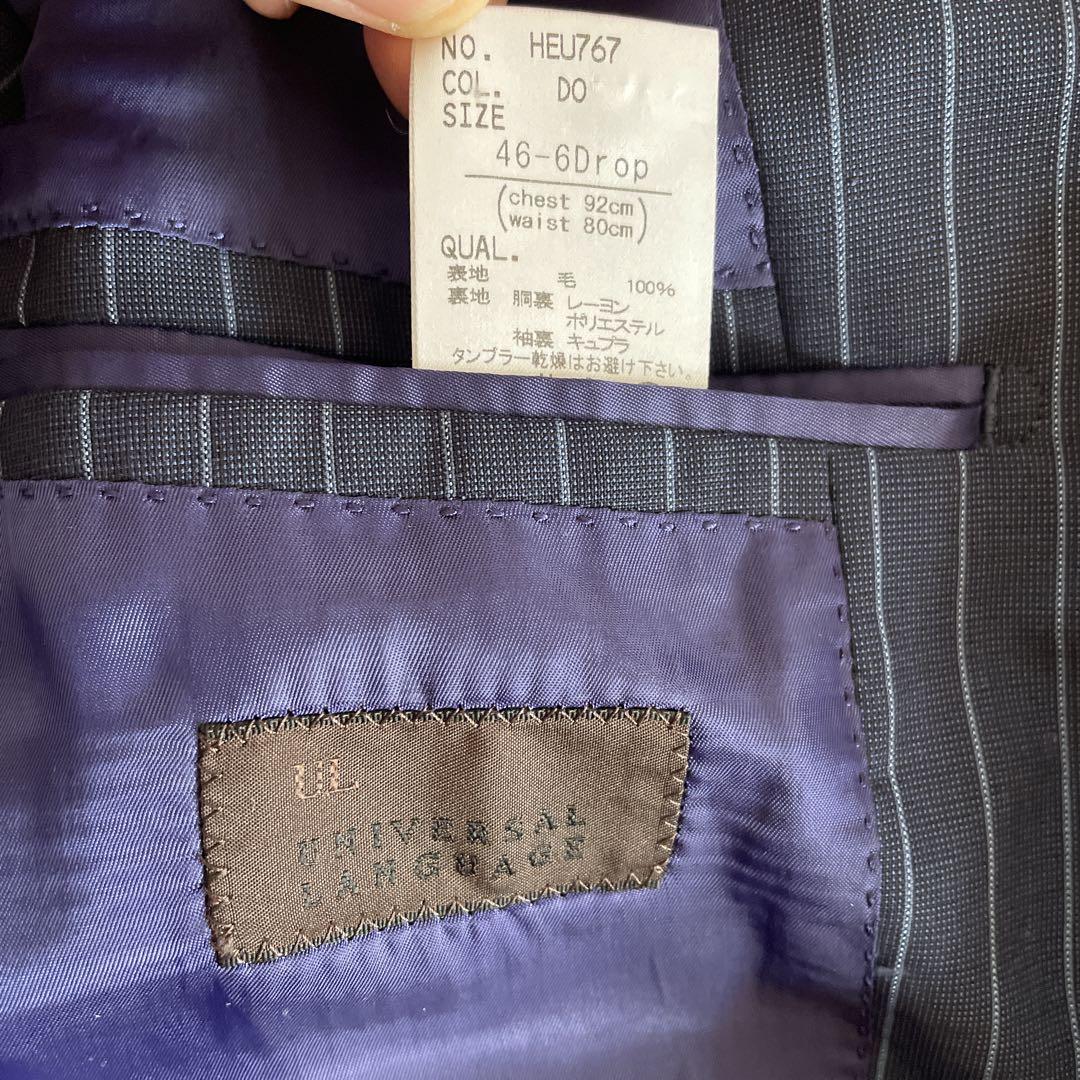 NO. HEU767
COL. DO
SIZE
46-6Drop
(chest 92cm
waist 80cm)
QUAL.
表地 毛 100%
裏地 胴裏 レーヨン
ポリエステル
袖裏 キュプラ
タンブラー乾燥はお避け下さい。
UL
UNIVERSAL
LANGUAGE